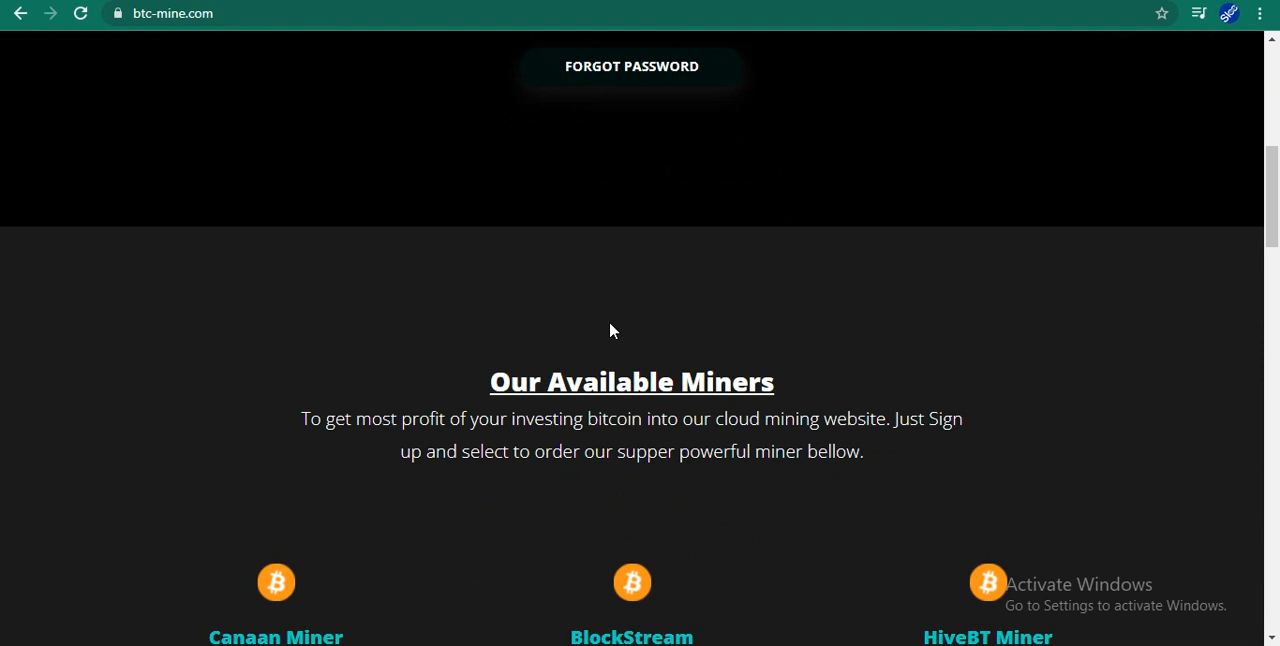 btc-mine.com
FORGOT PASSWORD
Our Available Miners
To get most profit of your investing bitcoin into our cloud mining website. Just Sign
up and select to order our supper powerful miner bellow.
Activate Windows
Go to Settings to activate Windows.
Canaan Miner
BlockStream
HiveBT Miner